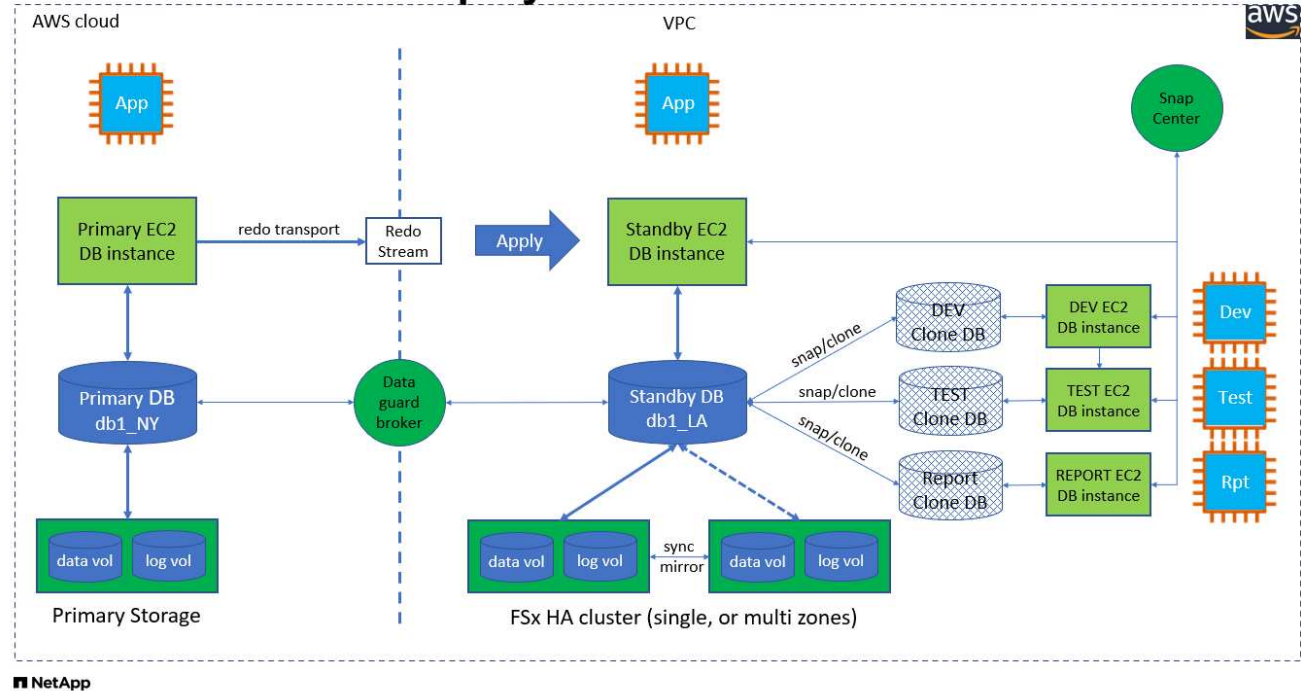 AWS cloud
VPC
aws
App
App
Snap
Center
Primary EC2
DB instance
redo transport
Redo
Stream
Apply
Standby EC2
DB instance
DEV
Clone DB
DEV EC2
DB instance
Dev
snap/clone
Primary DB
db1_NY
Data
guard
broker
Standby DB
db1_LA
snap/clone
TEST
Clone DB
TEST EC2
DB instance
Test
snap/clone
Report
Clone DB
REPORT EC2
DB instance
Rpt
data vol
log vol
data vol
log vol
sync
mirror
data vol
log vol
Primary Storage
FSx HA cluster (single, or multi zones)
NetApp